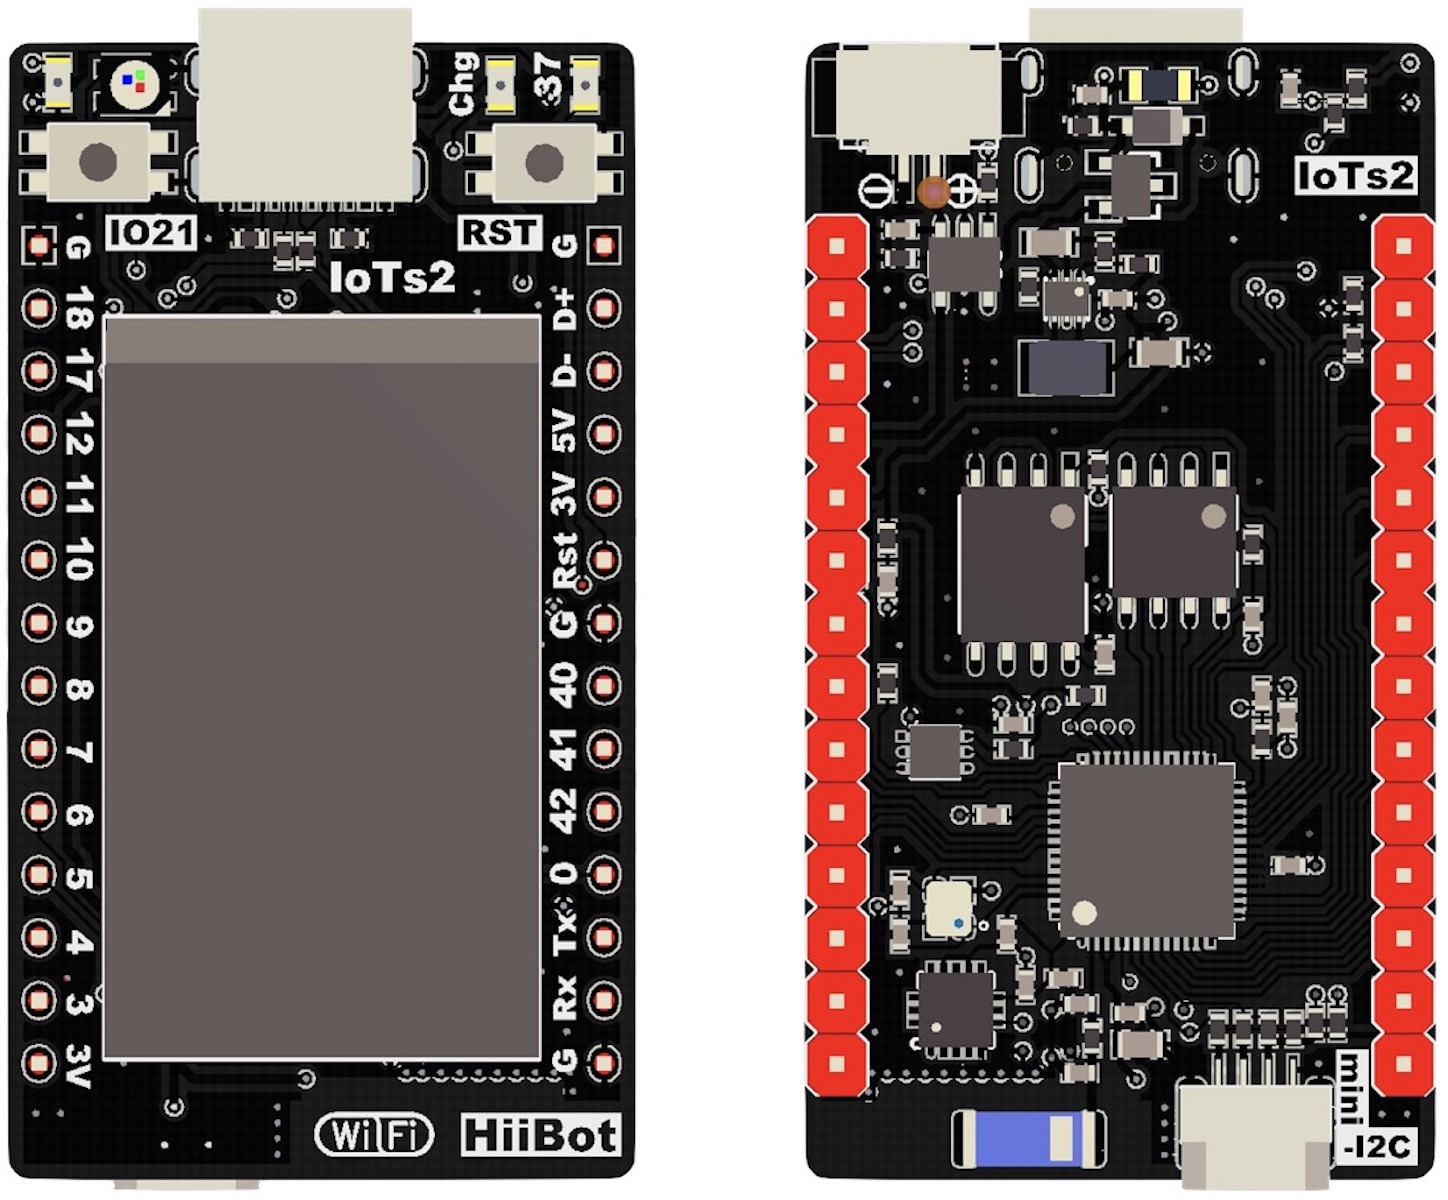 Chg
37
IO21
RST
IoTs2
G
18
17
12
11
10
9
8
7
6
5
4
3
3V
G
D+
D-
5V
3V
Rst
G
40
41
42
0
Tx
Rx
G
WiFi
HiiBot
IoTs2
mini
-I2C